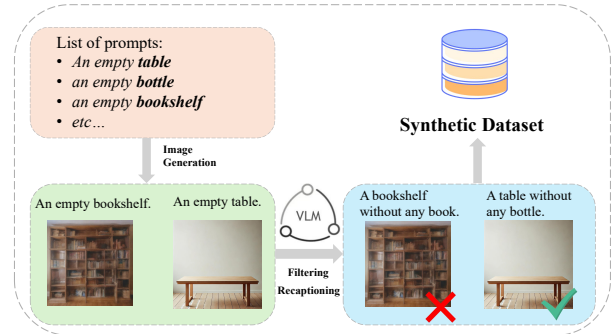 List of prompts:
• An empty table
• an empty bottle
• an empty bookshelf
• etc…
Synthetic Dataset
Image
Generation
An empty bookshelf.
An empty table.
VLM
Filtering
Recaptioning
A bookshelf
without any book.
A table without
any bottle.